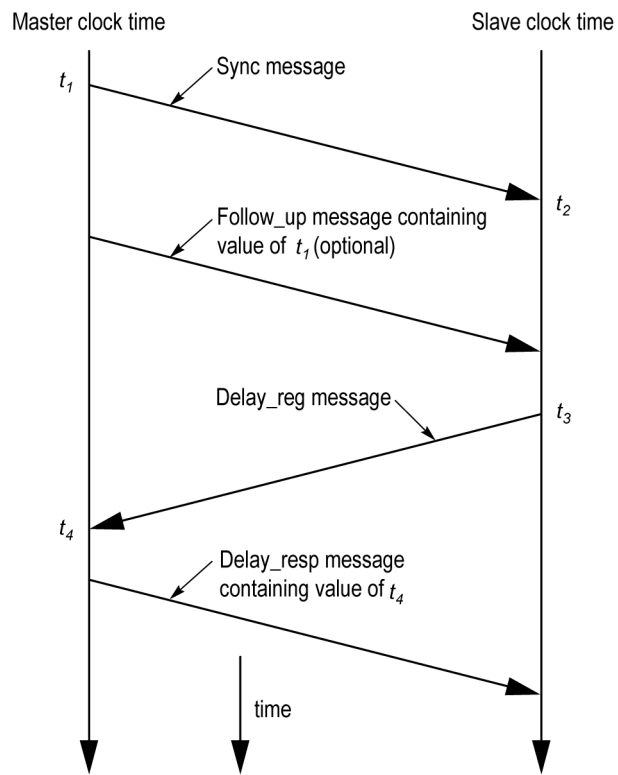 Master clock time
Slave clock time
Sync message
t1
t2
Follow_up message containing
value of t1 (optional)
Delay_reg message
t3
t4
Delay_resp message
containing value of t4
time